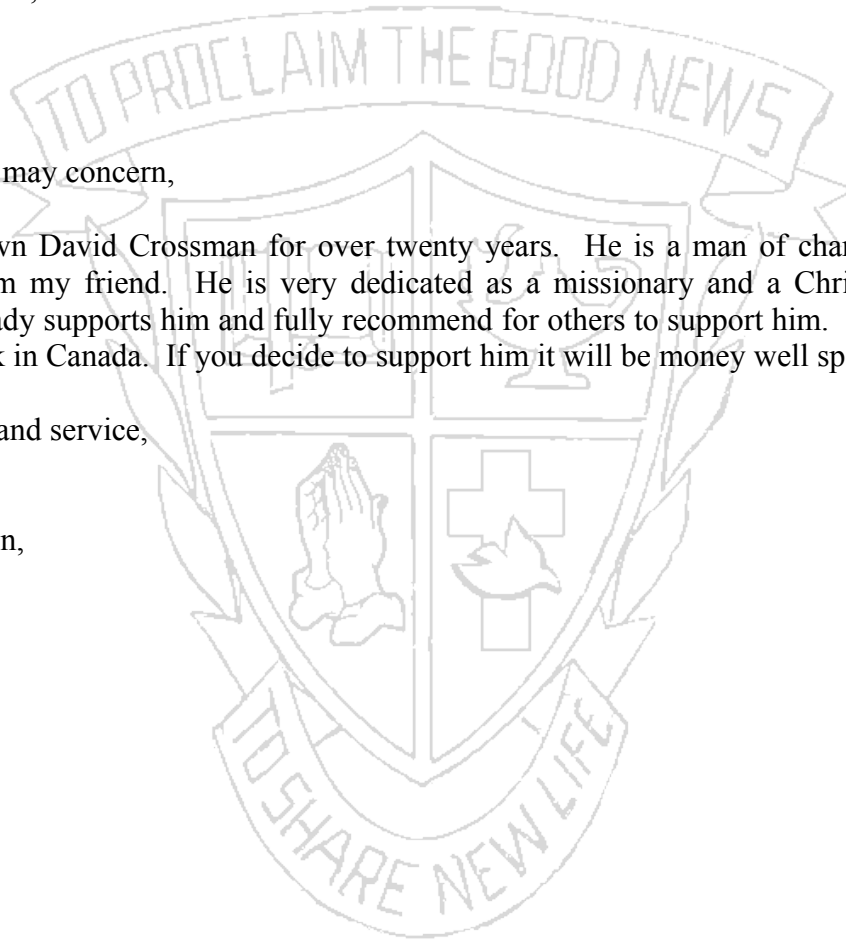 TO PROCLAIM THE GOOD NEWS
may concern,
wn David Crossman for over twenty years. He is a man of char
m my friend. He is very dedicated as a missionary and a Chri
ady supports him and fully recommend for others to support him.
k in Canada. If you decide to support him it will be money well sp
and service,
n,
TO SHARE NEW LIFE